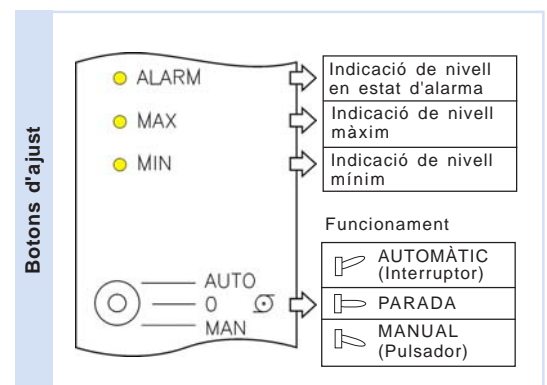 Botons d'ajust
ALARM
Indicació de nivell
en estat d'alarma
MAX
Indicació de nivell
màxim
MIN
Indicació de nivell
mínim
Funcionament
AUTO
0
MAN
AUTOMÀTIC
(Interruptor)
PARADA
MANUAL
(Pulsador)